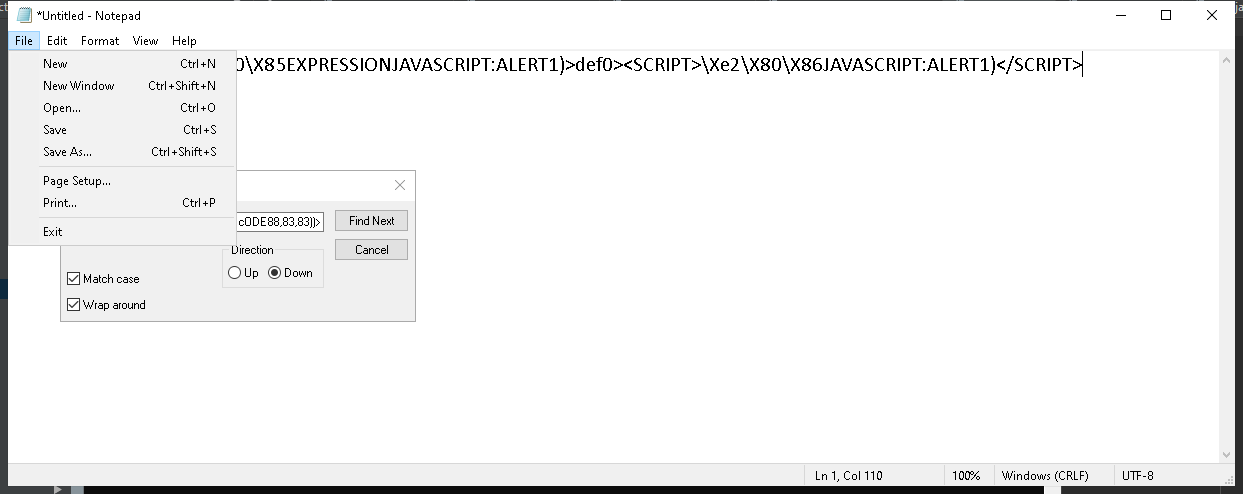 *Untitled - Notepad
File Edit Format View Help
0\X85EXPRESSIONJAVASCRIPT:ALERT1)>def0><SCRIPT>\Xe2\X80\X86JAVASCRIPT:ALERT1)</SCRIPT>
New Ctrl+N
New Window Ctrl+Shift+N
Open... Ctrl+O
Save Ctrl+S
Save As... Ctrl+Shift+S
Page Setup...
Print... Ctrl+P
Exit
cODE88,83,83))> Find Next
Cancel
Direction
Up Down
Match case
Wrap around
Ln 1, Col 110 100% Windows (CRLF) UTF-8